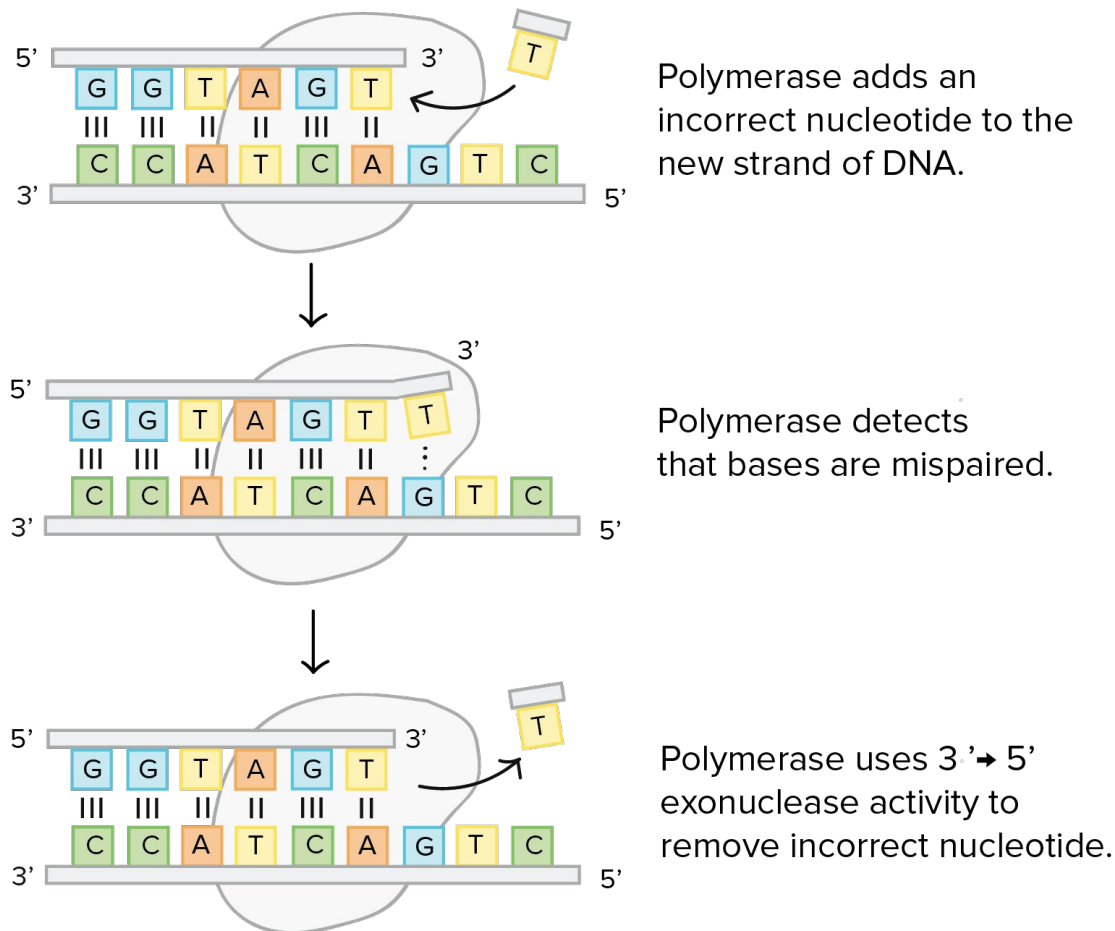 5’ 3’ T
G G T A G T
C C A T C A G T C
3’ 5’
Polymerase adds an
incorrect nucleotide to the
new strand of DNA.
3’
5’
G G T A G T T
C C A T C A G T C
3’ 5’
Polymerase detects
that bases are mispaired.
5’ 3’ T
G G T A G T
C C A T C A G T C
3’ 5’
Polymerase uses 3 ’→ 5’
exonuclease activity to
remove incorrect nucleotide.